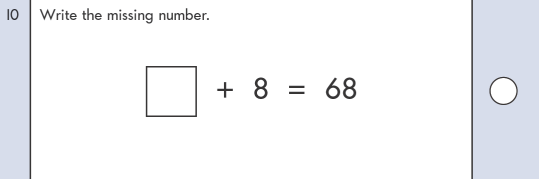 10 Write the missing number.
+ 8 = 68